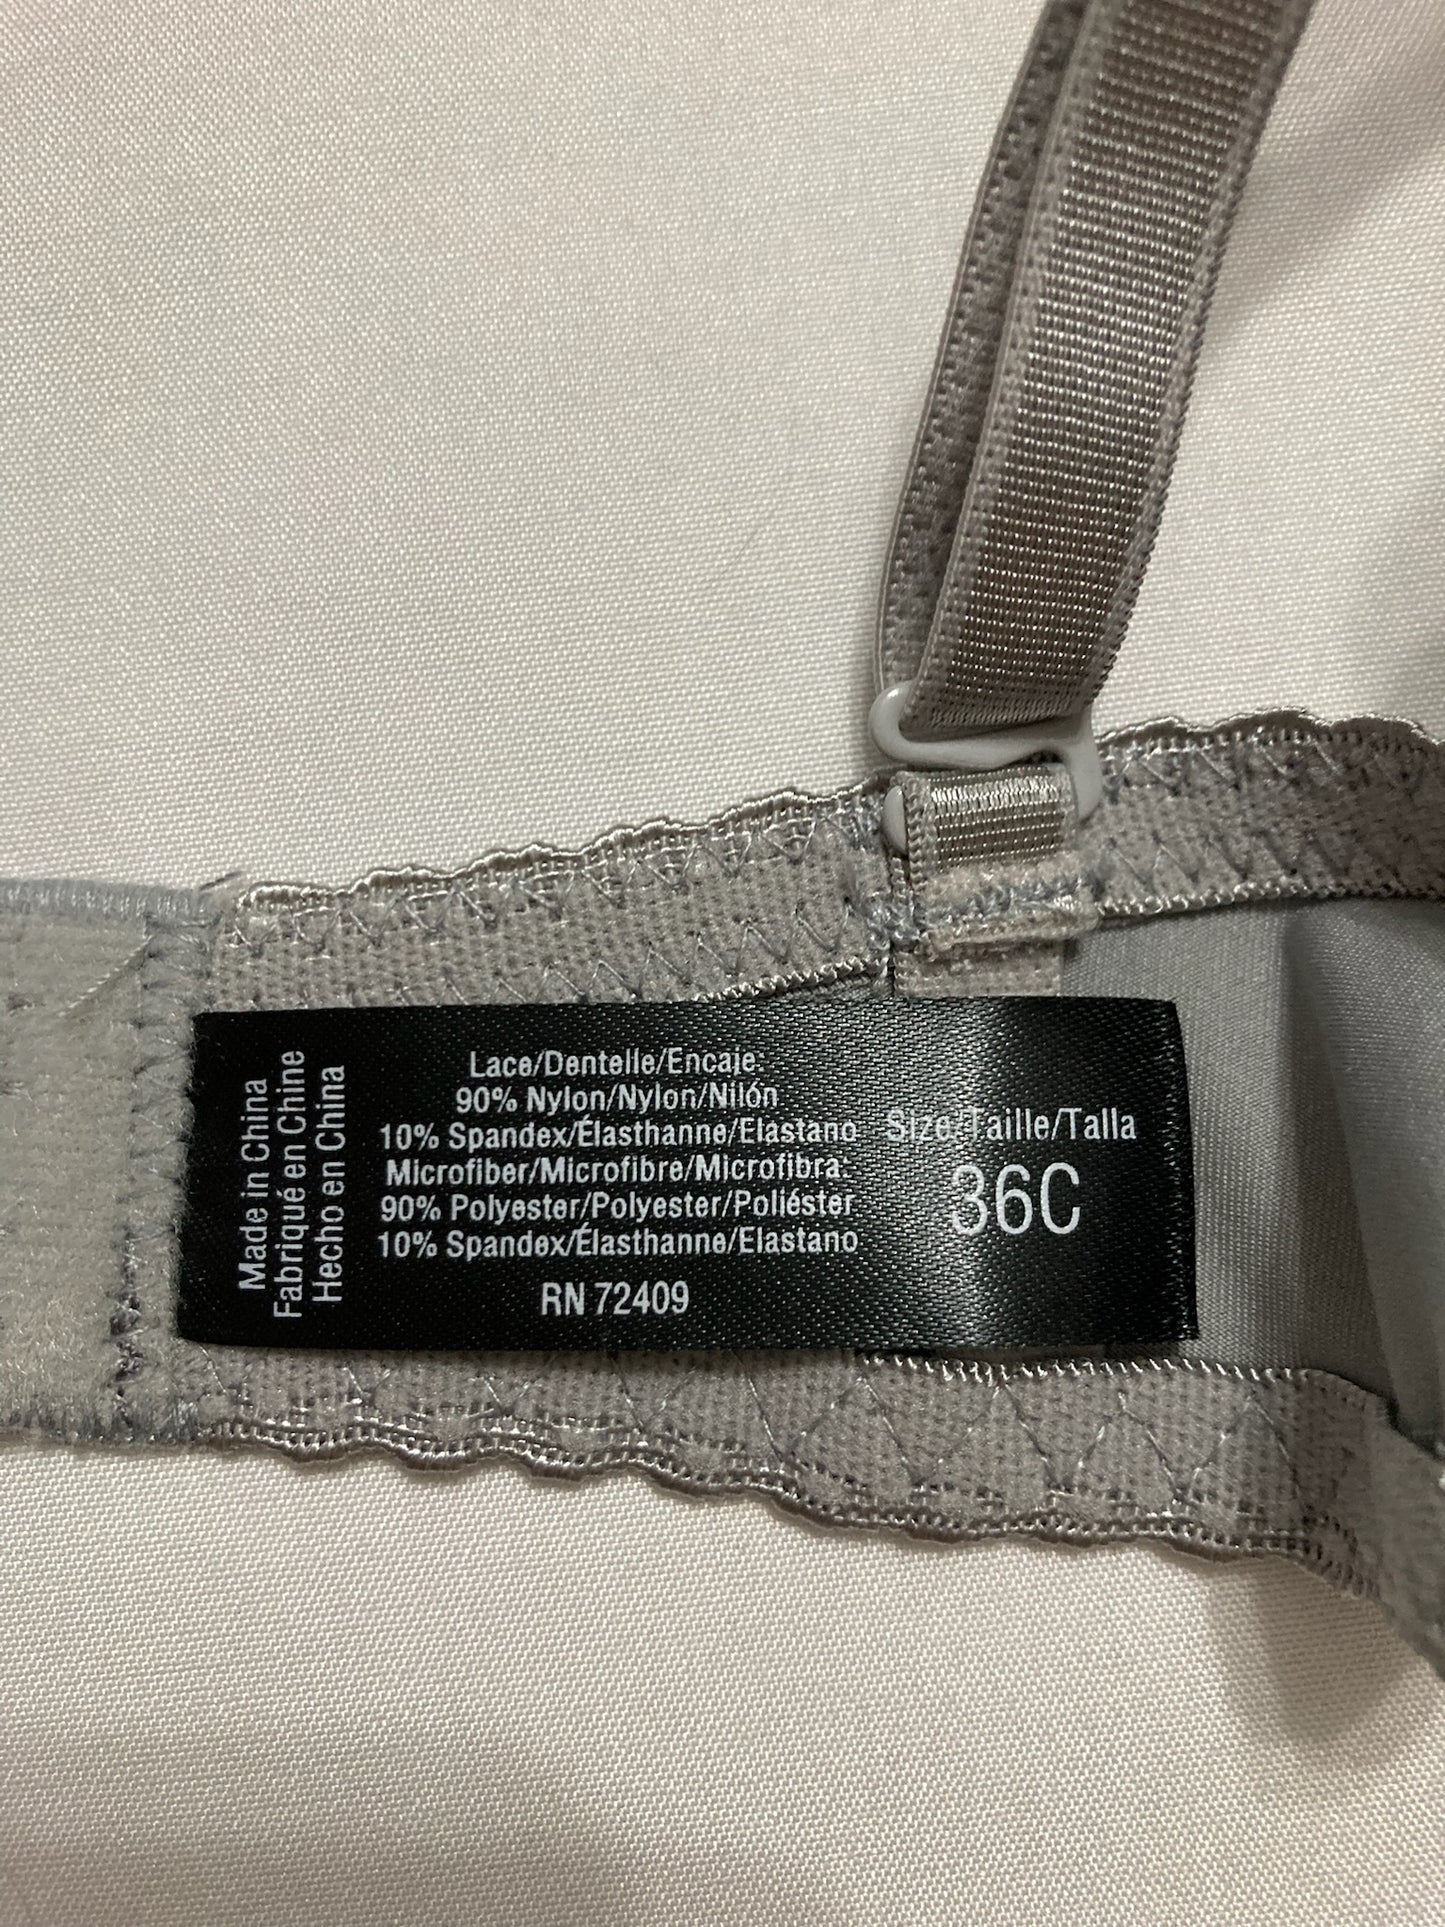 Made in China
Fabriqué en Chine
Hecho en China
Lace/Dentelle/Encaje:
90% Nylon/Nylon/Nilón
10% Spandex/Élasthanne/Elastano
Microfiber/Microfibre/Microfibra:
90% Polyester/Polyester/Poliéster
10% Spandex/Élasthanne/Elastano
RN 72409
Size/Taille/Talla
36C